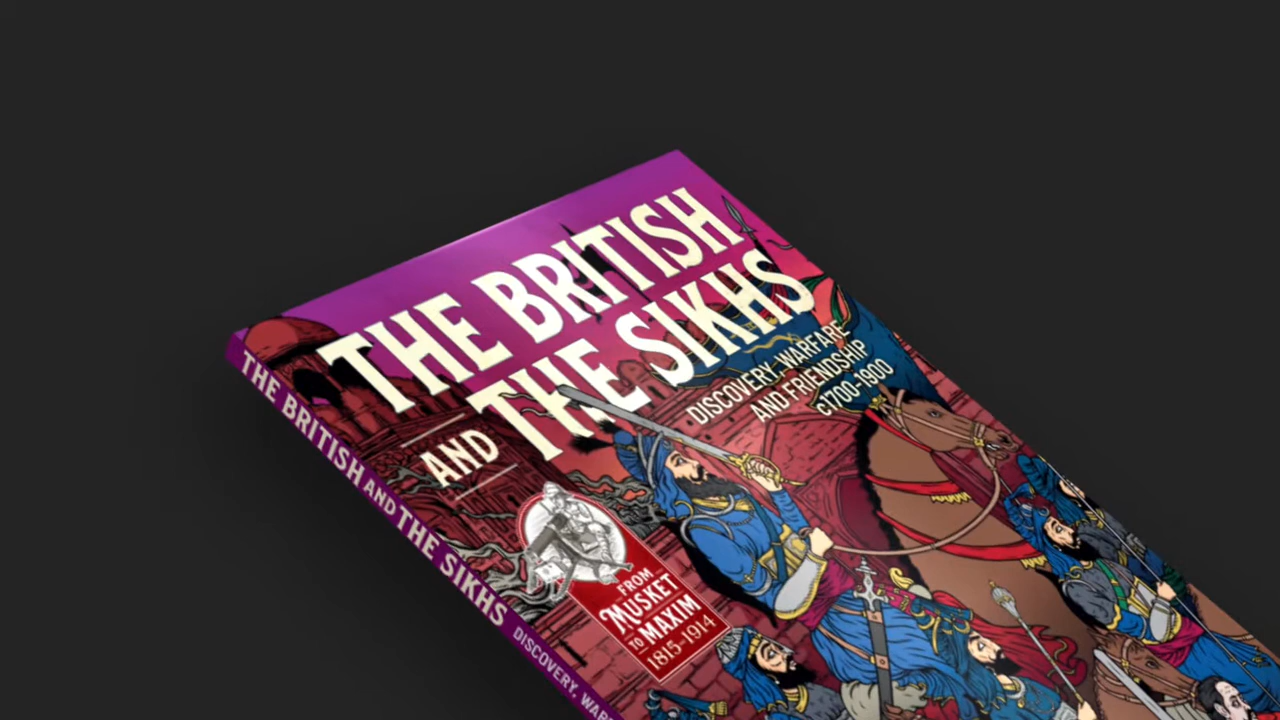 THE BRITISH
AND THE SIKHS
DISCOVERY, WARFARE
AND FRIENDSHIP
c1700-1900
FROM
MUSKET
TO MAXIM
1815-1914
THE BRITISH AND THE SIKHS DISCOVERY,